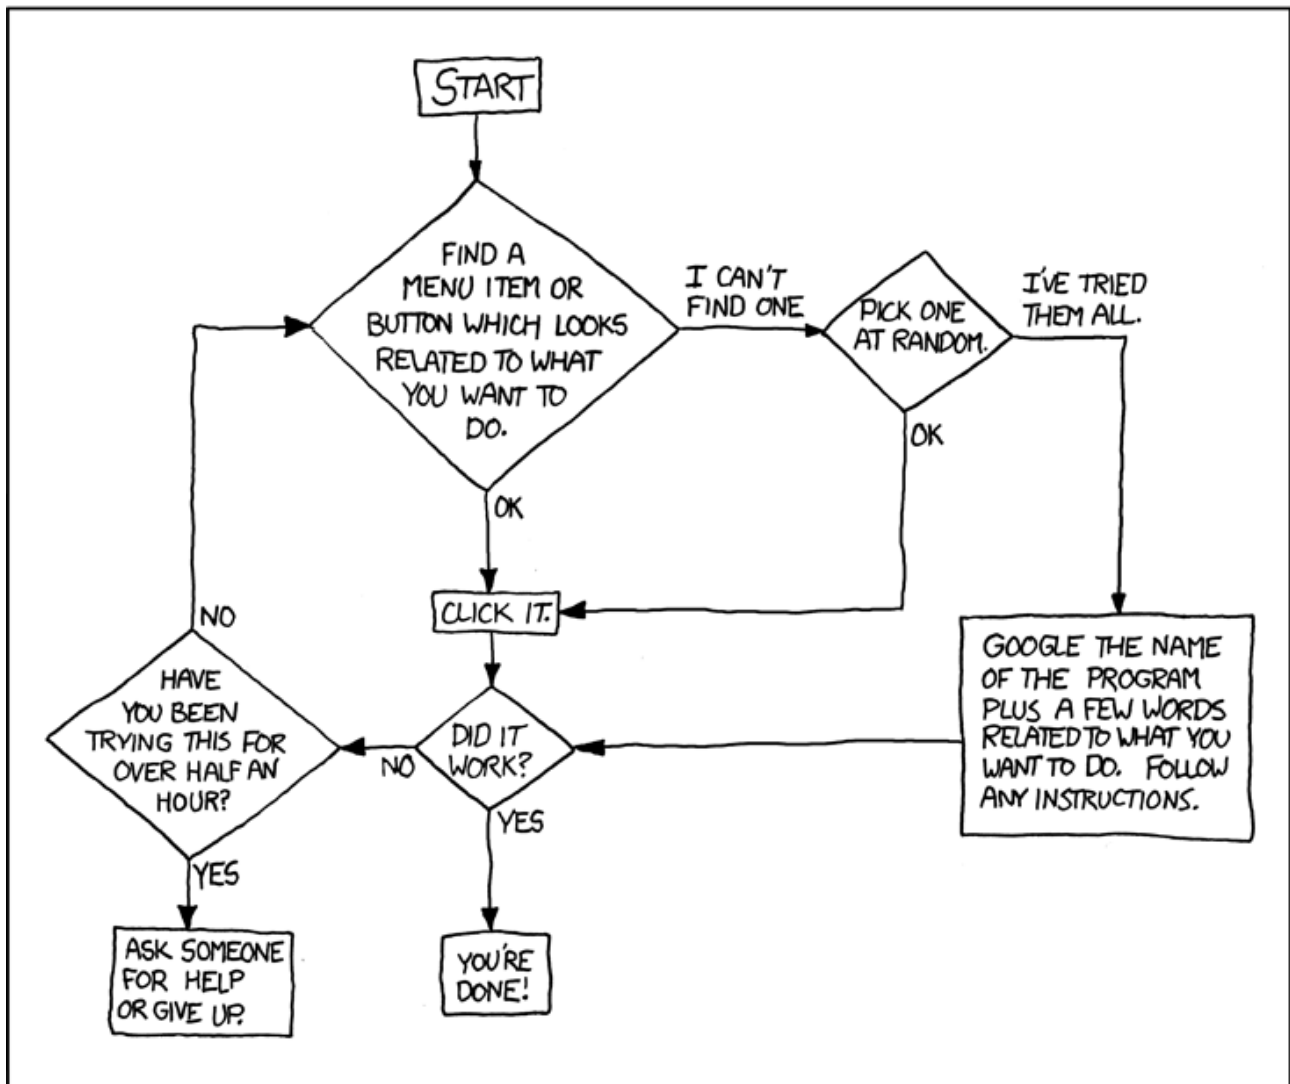 START
FIND A
MENU ITEM OR
BUTTON WHICH LOOKS
RELATED TO WHAT
YOU WANT TO
DO.
I CAN'T
FIND ONE
PICK ONE
AT RANDOM.
I'VE TRIED
THEM ALL.
OK
OK
CLICK IT.
NO
HAVE
YOU BEEN
TRYING THIS FOR
OVER HALF AN
HOUR?
NO
DID IT
WORK?
GOOGLE THE NAME
OF THE PROGRAM
PLUS A FEW WORDS
RELATED TO WHAT YOU
WANT TO DO. FOLLOW
ANY INSTRUCTIONS.
YES
YES
ASK SOMEONE
FOR HELP
OR GIVE UP.
YOU'RE
DONE!